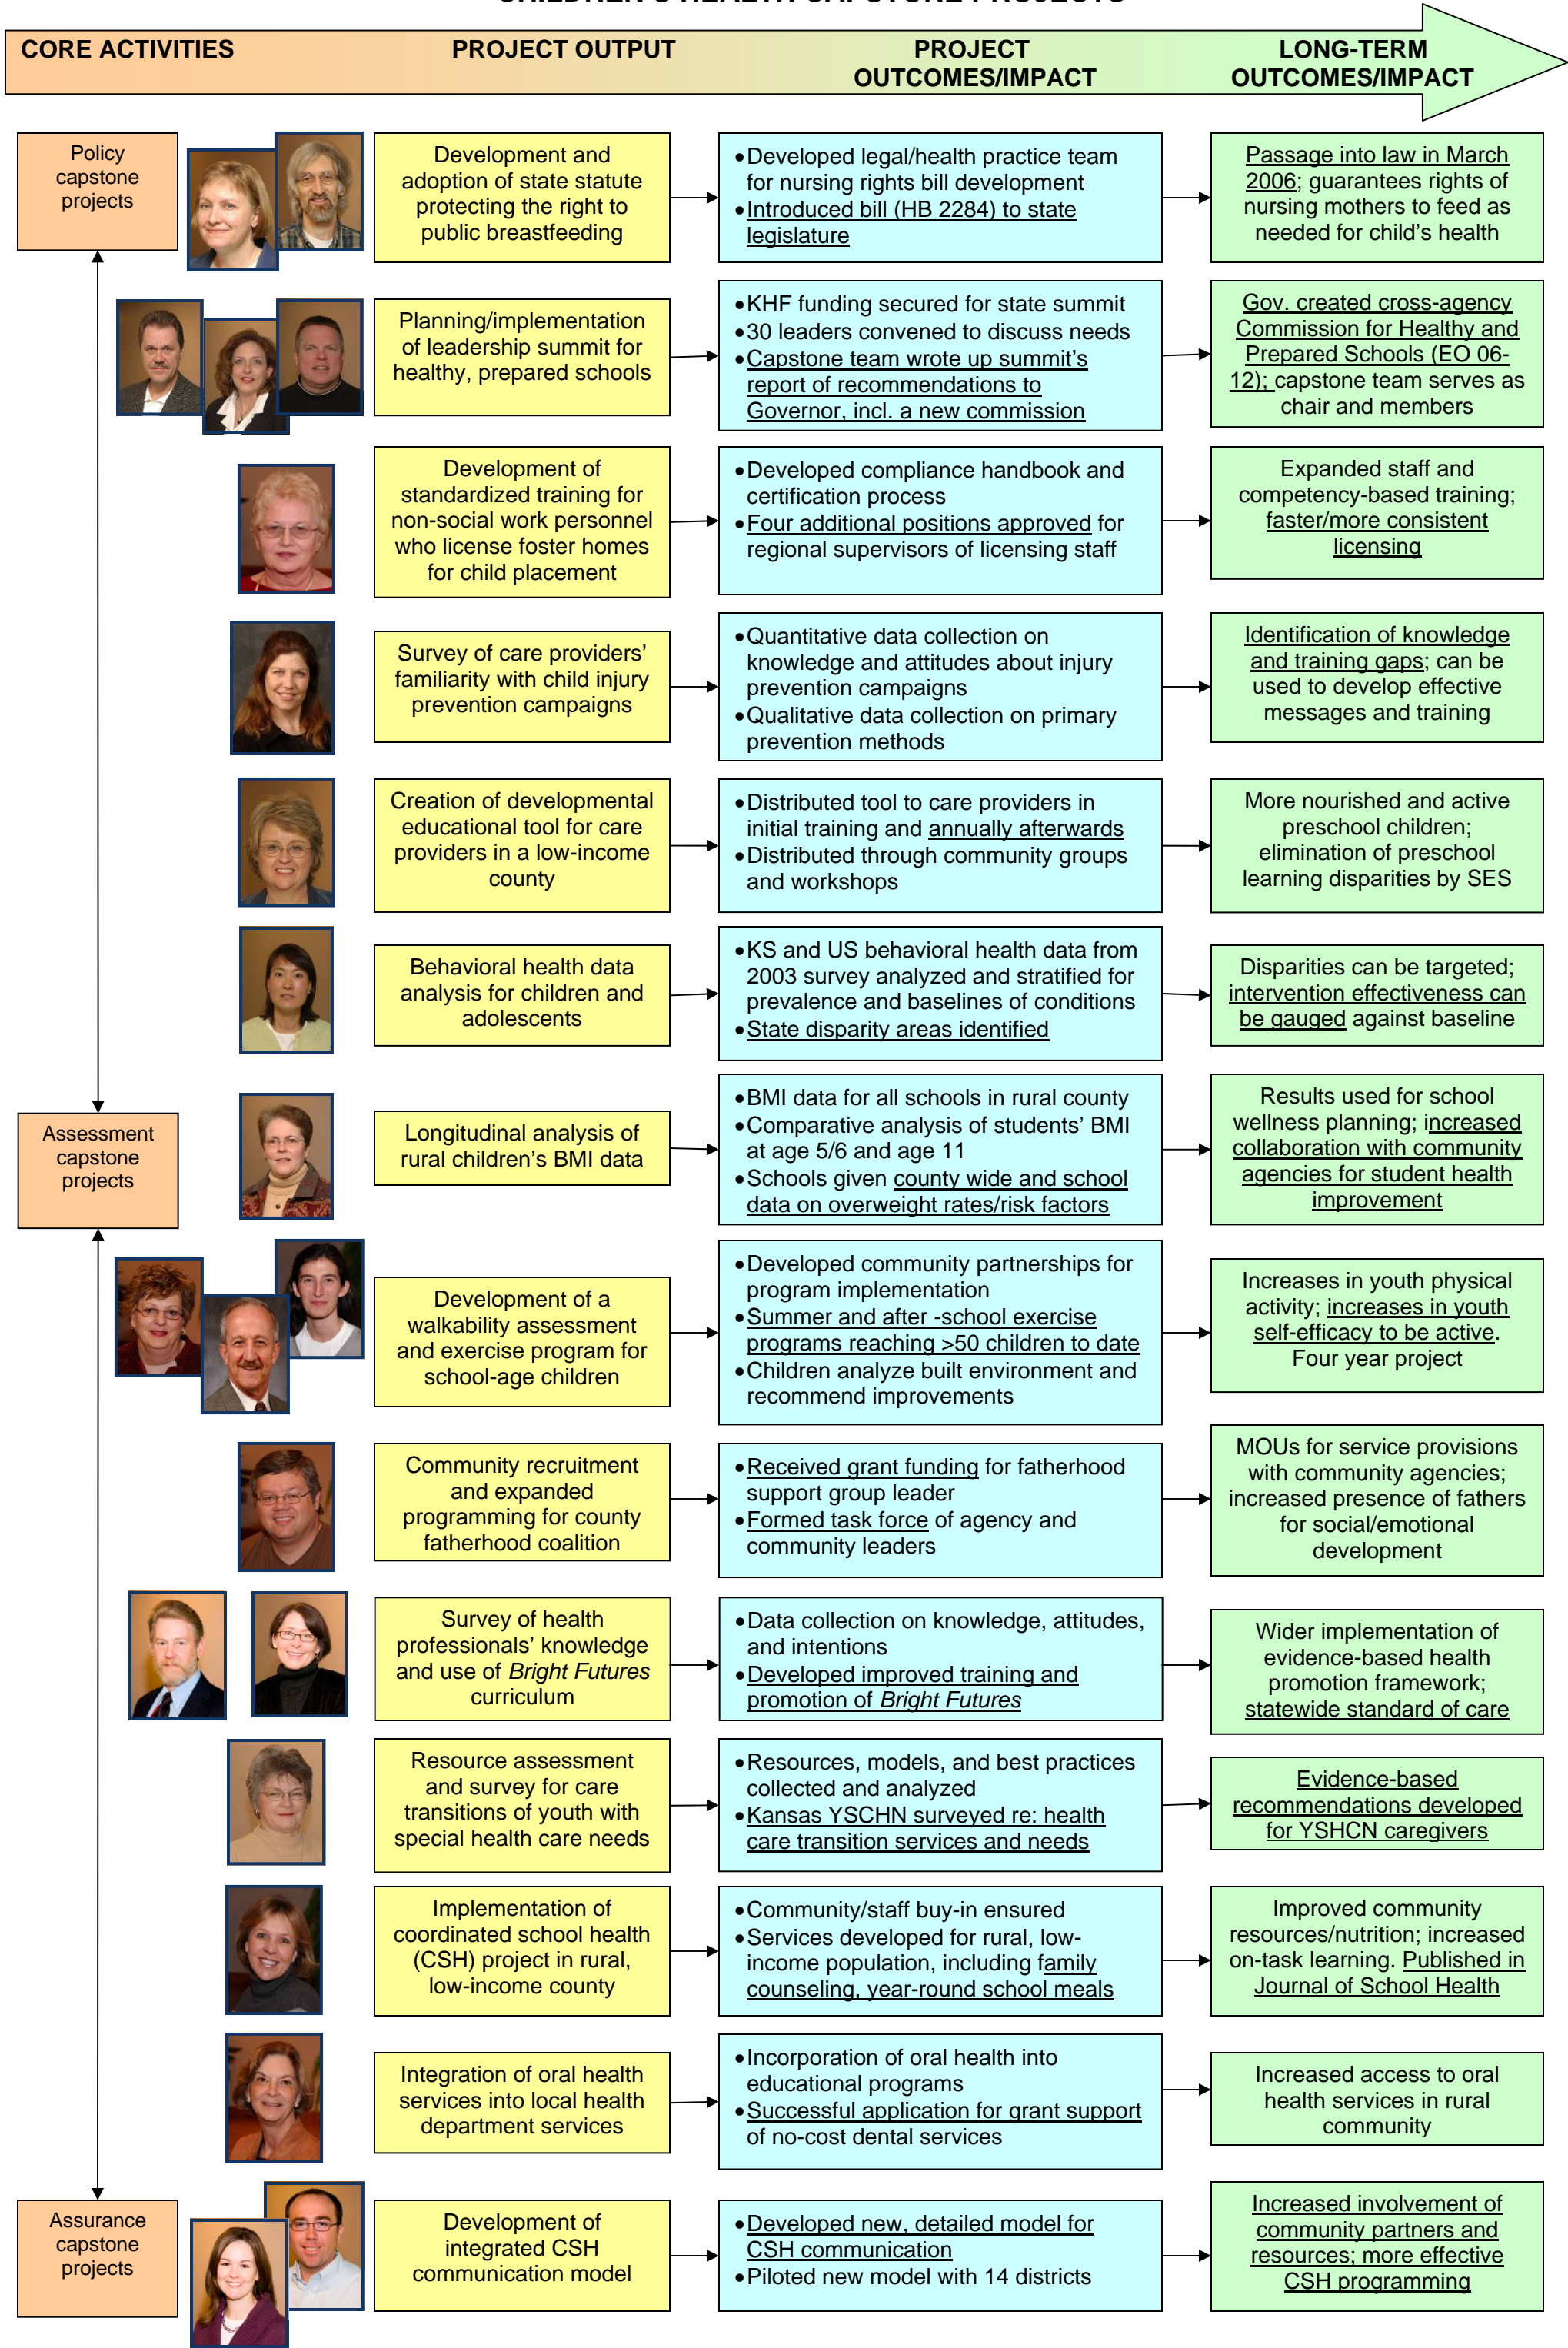 CHILDREN'S HEALTH CAPSTONE PROJECTS
CORE ACTIVITIES
PROJECT OUTPUT
PROJECT
OUTCOMES/IMPACT
LONG-TERM
OUTCOMES/IMPACT
Policy
capstone
projects
Development and
adoption of state statute
protecting the right to
public breastfeeding
•Developed legal/health practice team
for nursing rights bill development
•Introduced bill (HB 2284) to state
legislature
Passage into law in March
2006; guarantees rights of
nursing mothers to feed as
needed for child's health
Planning/implementation
of leadership summit for
healthy, prepared schools
•KHF funding secured for state summit
•30 leaders convened to discuss needs
•Capstone team wrote up summit's
report of recommendations to
Governor, incl. a new commission
Gov. created cross-agency
Commission for Healthy and
Prepared Schools (EO 06-
12); capstone team serves as
chair and members
Development of
standardized training for
non-social work personnel
who license foster homes
for child placement
•Developed compliance handbook and
certification process
•Four additional positions approved for
regional supervisors of licensing staff
Expanded staff and
competency-based training;
faster/more consistent
licensing
Survey of care providers'
familiarity with child injury
prevention campaigns
•Quantitative data collection on
knowledge and attitudes about injury
prevention campaigns
•Qualitative data collection on primary
prevention methods
Identification of knowledge
and training gaps; can be
used to develop effective
messages and training
Creation of developmental
educational tool for care
providers in a low-income
county
•Distributed tool to care providers in
initial training and annually afterwards
•Distributed through community groups
and workshops
More nourished and active
preschool children;
elimination of preschool
learning disparities by SES
Behavioral health data
analysis for children and
adolescents
•KS and US behavioral health data from
2003 survey analyzed and stratified for
prevalence and baselines of conditions
•State disparity areas identified
Disparities can be targeted;
intervention effectiveness can
be gauged against baseline
Assessment
capstone
projects
Longitudinal analysis of
rural children's BMI data
•BMI data for all schools in rural county
•Comparative analysis of students' BMI
at age 5/6 and age 11
•Schools given county wide and school
data on overweight rates/risk factors
Results used for school
wellness planning; increased
collaboration with community
agencies for student health
improvement
Development of a
walkability assessment
and exercise program for
school-age children
•Developed community partnerships for
program implementation
•Summer and after -school exercise
programs reaching >50 children to date
•Children analyze built environment and
recommend improvements
Increases in youth physical
activity; increases in youth
self-efficacy to be active.
Four year project
Community recruitment
and expanded
programming for county
fatherhood coalition
•Received grant funding for fatherhood
support group leader
•Formed task force of agency and
community leaders
MOUs for service provisions
with community agencies;
increased presence of fathers
for social/emotional
development
Survey of health
professionals' knowledge
and use of Bright Futures
curriculum
•Data collection on knowledge, attitudes,
and intentions
•Developed improved training and
promotion of Bright Futures
Wider implementation of
evidence-based health
promotion framework;
statewide standard of care
Resource assessment
and survey for care
transitions of youth with
special health care needs
•Resources, models, and best practices
collected and analyzed
•Kansas YSCHN surveyed re: health
care transition services and needs
Evidence-based
recommendations developed
for YSHCN caregivers
Implementation of
coordinated school health
(CSH) project in rural,
low-income county
•Community/staff buy-in ensured
•Services developed for rural, low-
income population, including family
counseling, year-round school meals
Improved community
resources/nutrition; increased
on-task learning. Published in
Journal of School Health
Integration of oral health
services into local health
department services
•Incorporation of oral health into
educational programs
•Successful application for grant support
of no-cost dental services
Increased access to oral
health services in rural
community
Assurance
capstone
projects
Development of
integrated CSH
communication model
•Developed new, detailed model for
CSH communication
•Piloted new model with 14 districts
Increased involvement of
community partners and
resources; more effective
CSH programming